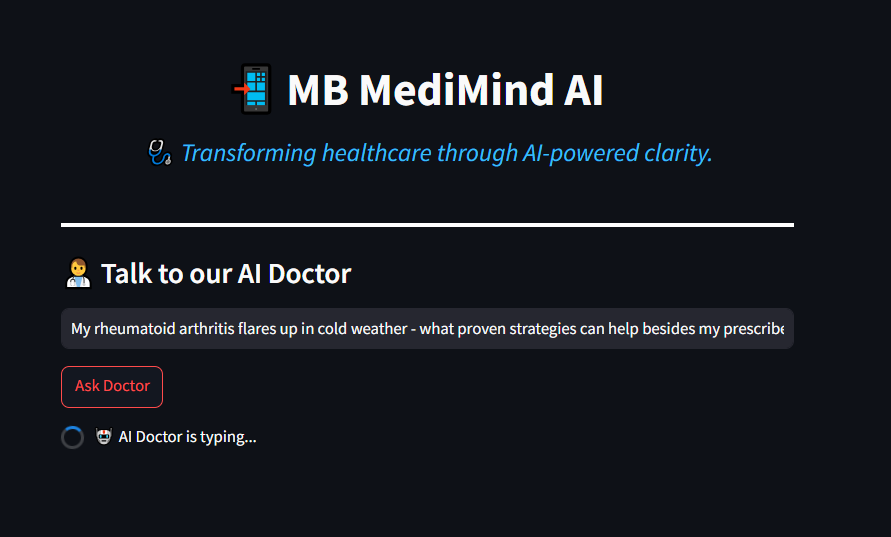 MB MediMind AI
Transforming healthcare through AI-powered clarity.
Talk to our AI Doctor
My rheumatoid arthritis flares up in cold weather - what proven strategies can help besides my prescribe
Ask Doctor
AI Doctor is typing...